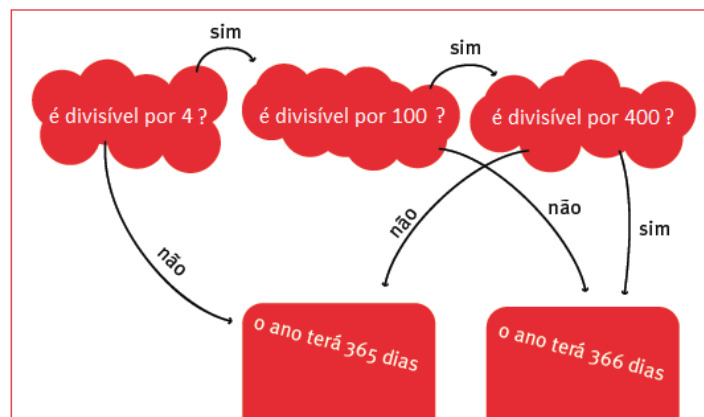 sim
sim
é divisível por 4 ?
é divisível por 100 ?
é divisível por 400 ?
não
não
não
sim
o ano terá 365 dias
o ano terá 366 dias